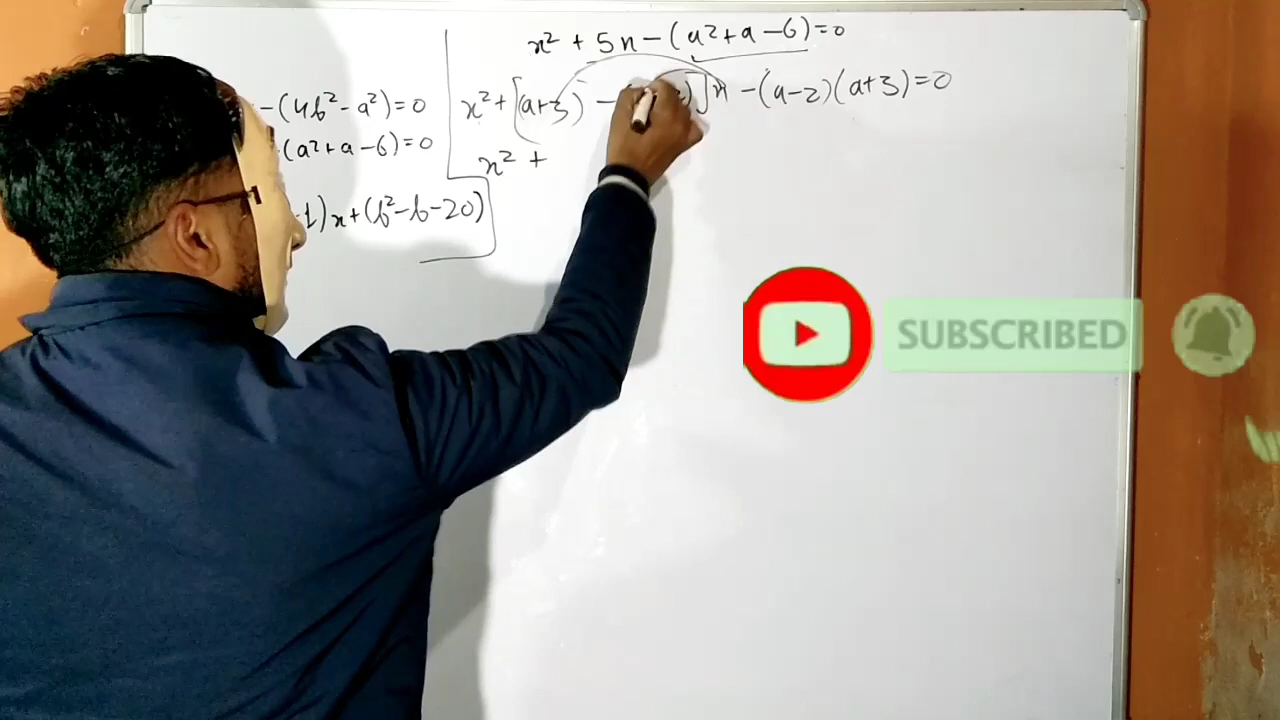 - (4b² - a²) = 0
(a² + a - 6) = 0
1)x + (b² - b - 20)
x² + 5x - (a² + a - 6) = 0
x² + [(a+3) - ]x - (a-2)(a+3) = 0
x² +
SUBSCRIBED